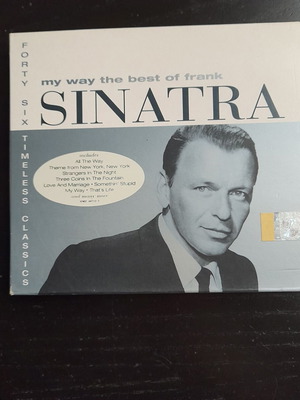 FORTY SIX TIMELESS CLASSICS
my way the best of frank
SINATRA
includes
All The Way
Theme from New York, New York
Strangers In The Night
Three Coins In The Fountain
Love And Marriage • Somethin' Stupid
My Way • That's Life